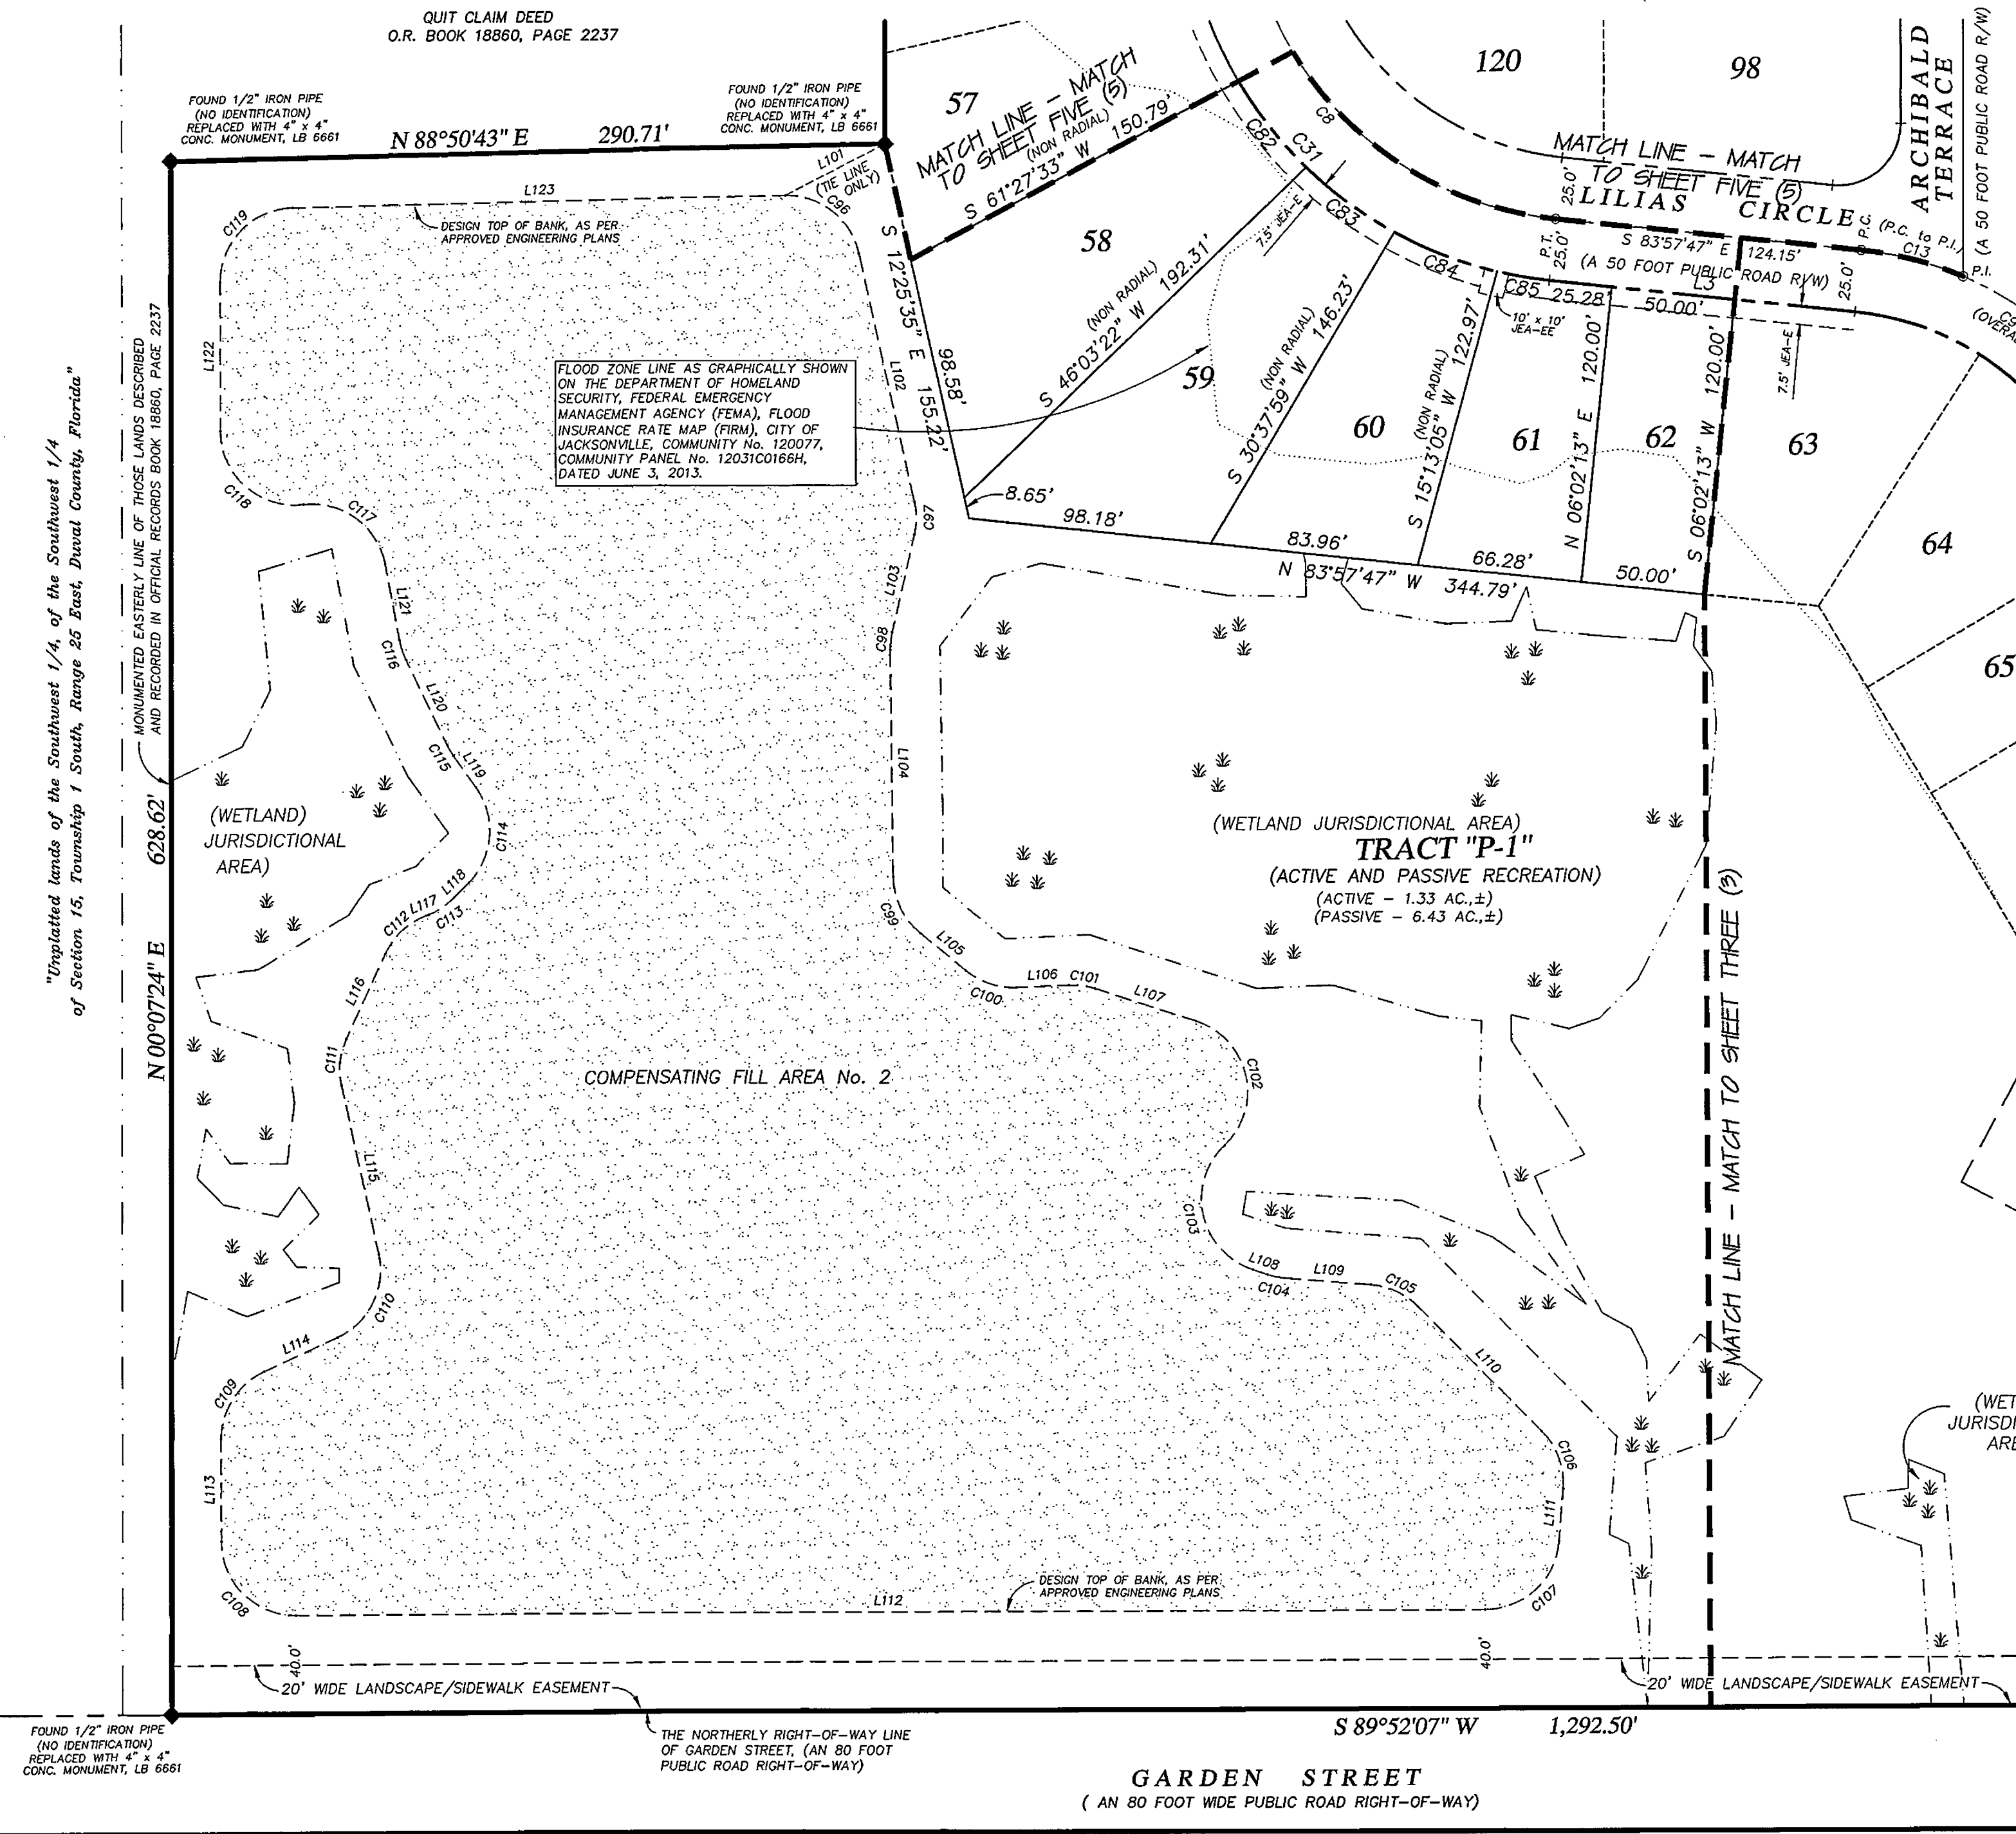 QUIT CLAIM DEED
O.R. BOOK 18860, PAGE 2237
FOUND 1/2" IRON PIPE
(NO IDENTIFICATION)
REPLACED WITH 4" x 4"
CONC. MONUMENT, LB 6661
N 88°50'43" E 290.71'
FOUND 1/2" IRON PIPE
(NO IDENTIFICATION)
REPLACED WITH 4" x 4"
CONC. MONUMENT, LB 6661
57
MATCH LINE - MATCH
TO SHEET FIVE (5)
(NON RADIAL)
S 61°27'33" W 150.79'
120
98
ARCHIBALD
TERRACE
(A 50 FOOT PUBLIC ROAD R/W)
C8
C82
C31
C83
MATCH LINE - MATCH
TO SHEET FIVE (5)
LILIAS CIRCLE
25.0'
P.T.
25.0'
P.C. (P.C. to P.I.)
C13
P.I.
S 83°57'47" E 124.15'
(A 50 FOOT PUBLIC ROAD R/W)
25.0'
L3
C84
C85
25.28'
50.00'
10' x 10'
JEA-EE
7.5' JEA-E
7.5' JEA-E
L101
(TIE LINE
ONLY)
C96
L123
C119
DESIGN TOP OF BANK, AS PER
APPROVED ENGINEERING PLANS
58
S 12°25'35" E 155.22'
98.58'
L102
(NON RADIAL)
S 46°03'22" W 192.31'
59
(NON RADIAL)
S 30°37'59" W 146.23'
60
(NON RADIAL)
S 15°13'05" W 122.97'
61
N 06°02'13" E 120.00'
62
S 06°02'13" W 120.00'
63
64
65
FLOOD ZONE LINE AS GRAPHICALLY SHOWN
ON THE DEPARTMENT OF HOMELAND
SECURITY, FEDERAL EMERGENCY
MANAGEMENT AGENCY (FEMA), FLOOD
INSURANCE RATE MAP (FIRM), CITY OF
JACKSONVILLE, COMMUNITY No. 120077,
COMMUNITY PANEL No. 12031C0166H,
DATED JUNE 3, 2013.
8.65'
98.18'
83.96'
66.28'
50.00'
N 83°57'47" W 344.79'
"Unplatted lands of the Southwest 1/4, of the Southwest 1/4
of Section 15, Township 1 South, Range 25 East, Duval County, Florida"
MONUMENTED EASTERLY LINE OF THOSE LANDS DESCRIBED
AND RECORDED IN OFFICIAL RECORDS BOOK 18860, PAGE 2237
N 00°07'24" E 628.62'
L122
C118
C117
L121
C116
L120
C115
L119
C114
L118
C113
L117
C112
L116
C111
L115
C110
L114
C109
L113
C108
C97
L103
C98
L104
C99
L105
C100
L106
C101
L107
C102
C103
L108
C104
L109
C105
L110
C106
L111
C107
L112
(WETLAND)
JURISDICTIONAL
AREA)
(WETLAND JURISDICTIONAL AREA)
TRACT "P-1"
(ACTIVE AND PASSIVE RECREATION)
(ACTIVE - 1.33 AC.,±)
(PASSIVE - 6.43 AC.,±)
COMPENSATING FILL AREA No. 2
MATCH LINE - MATCH TO SHEET THREE (3)
DESIGN TOP OF BANK, AS PER
APPROVED ENGINEERING PLANS
40.0'
40.0'
20' WIDE LANDSCAPE/SIDEWALK EASEMENT
20' WIDE LANDSCAPE/SIDEWALK EASEMENT
FOUND 1/2" IRON PIPE
(NO IDENTIFICATION)
REPLACED WITH 4" x 4"
CONC. MONUMENT, LB 6661
THE NORTHERLY RIGHT-OF-WAY LINE
OF GARDEN STREET, (AN 80 FOOT
PUBLIC ROAD RIGHT-OF-WAY)
S 89°52'07" W 1,292.50'
GARDEN STREET
( AN 80 FOOT WIDE PUBLIC ROAD RIGHT-OF-WAY)